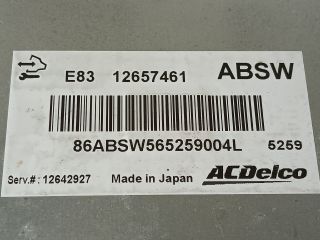 E83 12657461 ABSW
86ABSW565259004L 5259
Serv.#: 12642927 Made in Japan ACDelco